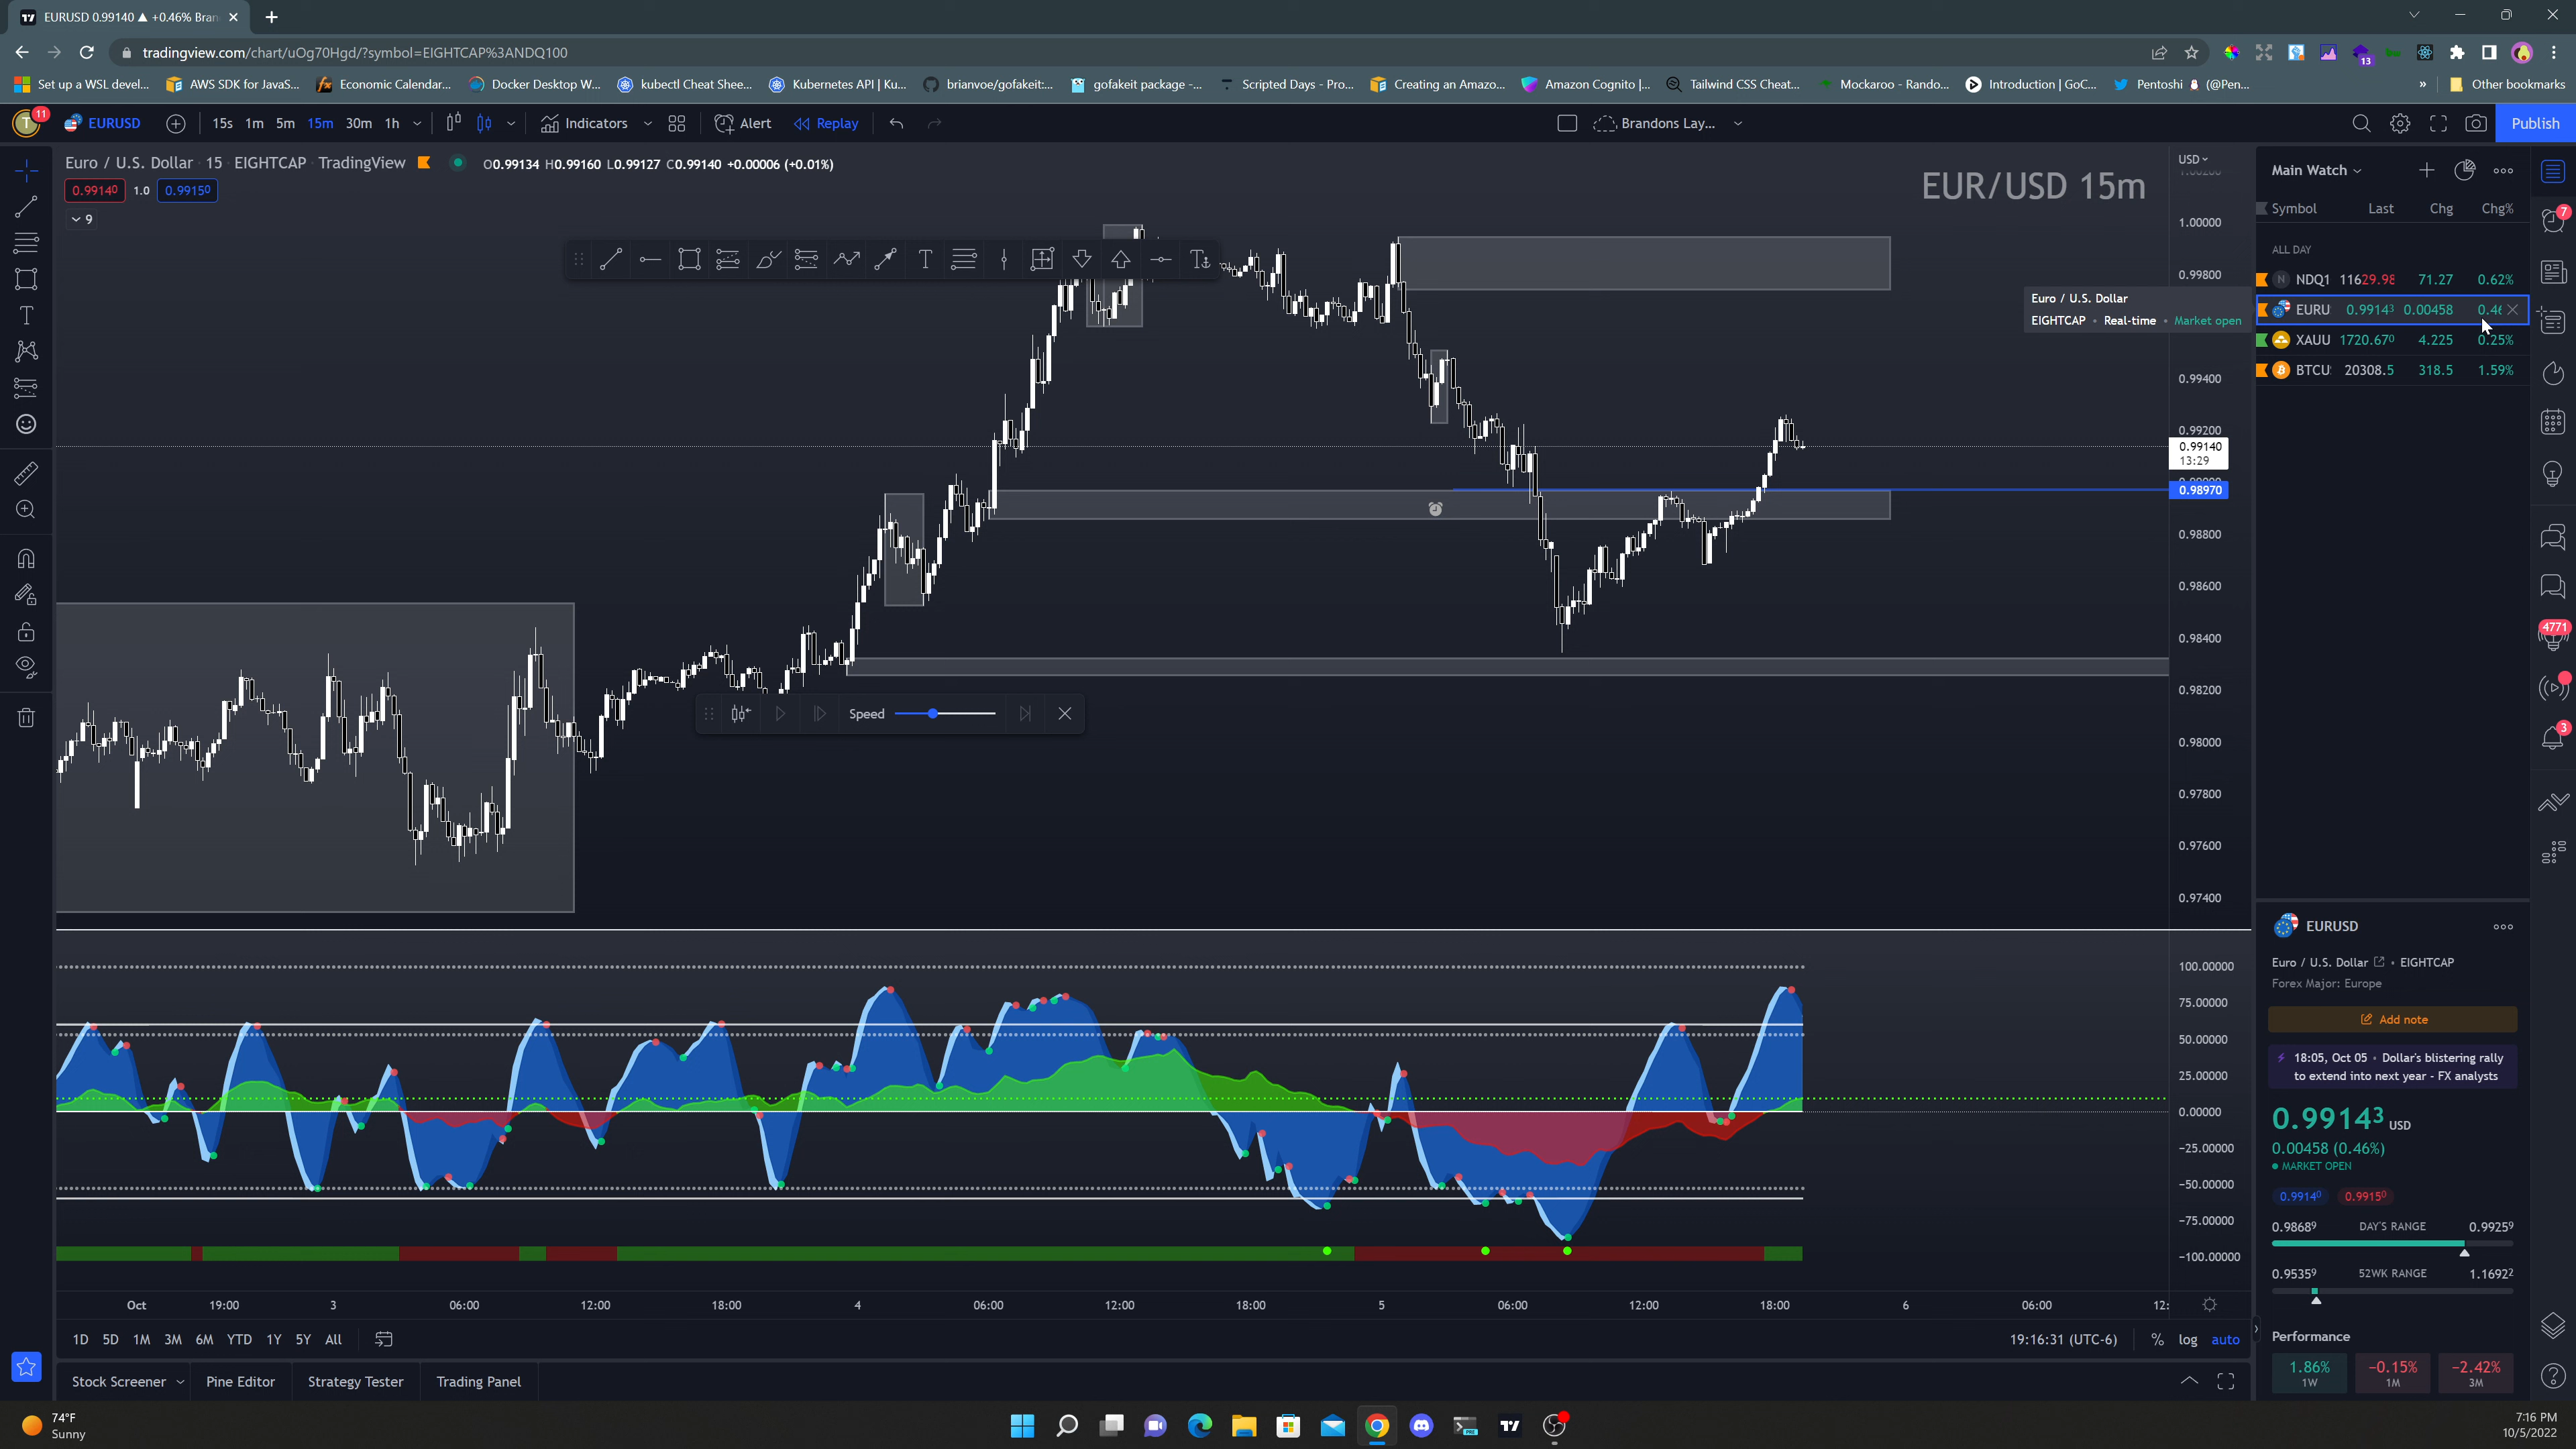 EURUSD 0.99140 ▲ +0.46% Bran
tradingview.com/chart/uOg70Hgd/?symbol=EIGHTCAP%3ANDQ100
13
Set up a WSL devel... AWS SDK for JavaS... Economic Calendar... Docker Desktop W... kubectl Cheat Shee... Kubernetes API | Ku... brianvoe/gofakeit:... gofakeit package -... Scripted Days - Pro... Creating an Amazo... Amazon Cognito |... Tailwind CSS Cheat... Mockaroo - Rando... Introduction | GoC... Pentoshi (@Pen... » Other bookmarks
T 11 EURUSD 15s 1m 5m 15m 30m 1h Indicators Alert Replay Brandons Lay... Publish
Euro / U.S. Dollar · 15 · EIGHTCAP · TradingView O0.99134 H0.99160 L0.99127 C0.99140 +0.00006 (+0.01%)
0.99140 1.0 0.99150
9
EUR/USD 15m
USD
1.00000
0.99800
0.99400
0.99200
0.99140
13:29
0.98970
0.98800
0.98600
0.98400
0.98200
0.98000
0.97800
0.97600
0.97400
Speed
100.00000
75.00000
50.00000
25.00000
0.00000
−25.00000
−50.00000
−75.00000
−100.00000
Oct 19:00 3 06:00 12:00 18:00 4 06:00 12:00 18:00 5 06:00 12:00 18:00 6 06:00 12:
1D 5D 1M 3M 6M YTD 1Y 5Y All 19:16:31 (UTC-6) % log auto
Stock Screener Pine Editor Strategy Tester Trading Panel
Main Watch
Symbol Last Chg Chg%
ALL DAY
N NDQ1 11629.98 71.27 0.62%
EURU 0.99143 0.00458 0.46
XAUU 1720.670 4.225 0.25%
BTCU 20308.5 318.5 1.59%
Euro / U.S. Dollar
EIGHTCAP • Real-time • Market open
7
4771
3
EURUSD
Euro / U.S. Dollar • EIGHTCAP
Forex Major: Europe
Add note
18:05, Oct 05 • Dollar's blistering rally
to extend into next year - FX analysts
0.99143 USD
0.00458 (0.46%)
MARKET OPEN
0.99140 0.99150
0.98689 DAY'S RANGE 0.99259
0.95359 52WK RANGE 1.16922
Performance
1.86% −0.15% −2.42%
1W 1M 3M
74°F
Sunny
PRE
7:16 PM
10/5/2022